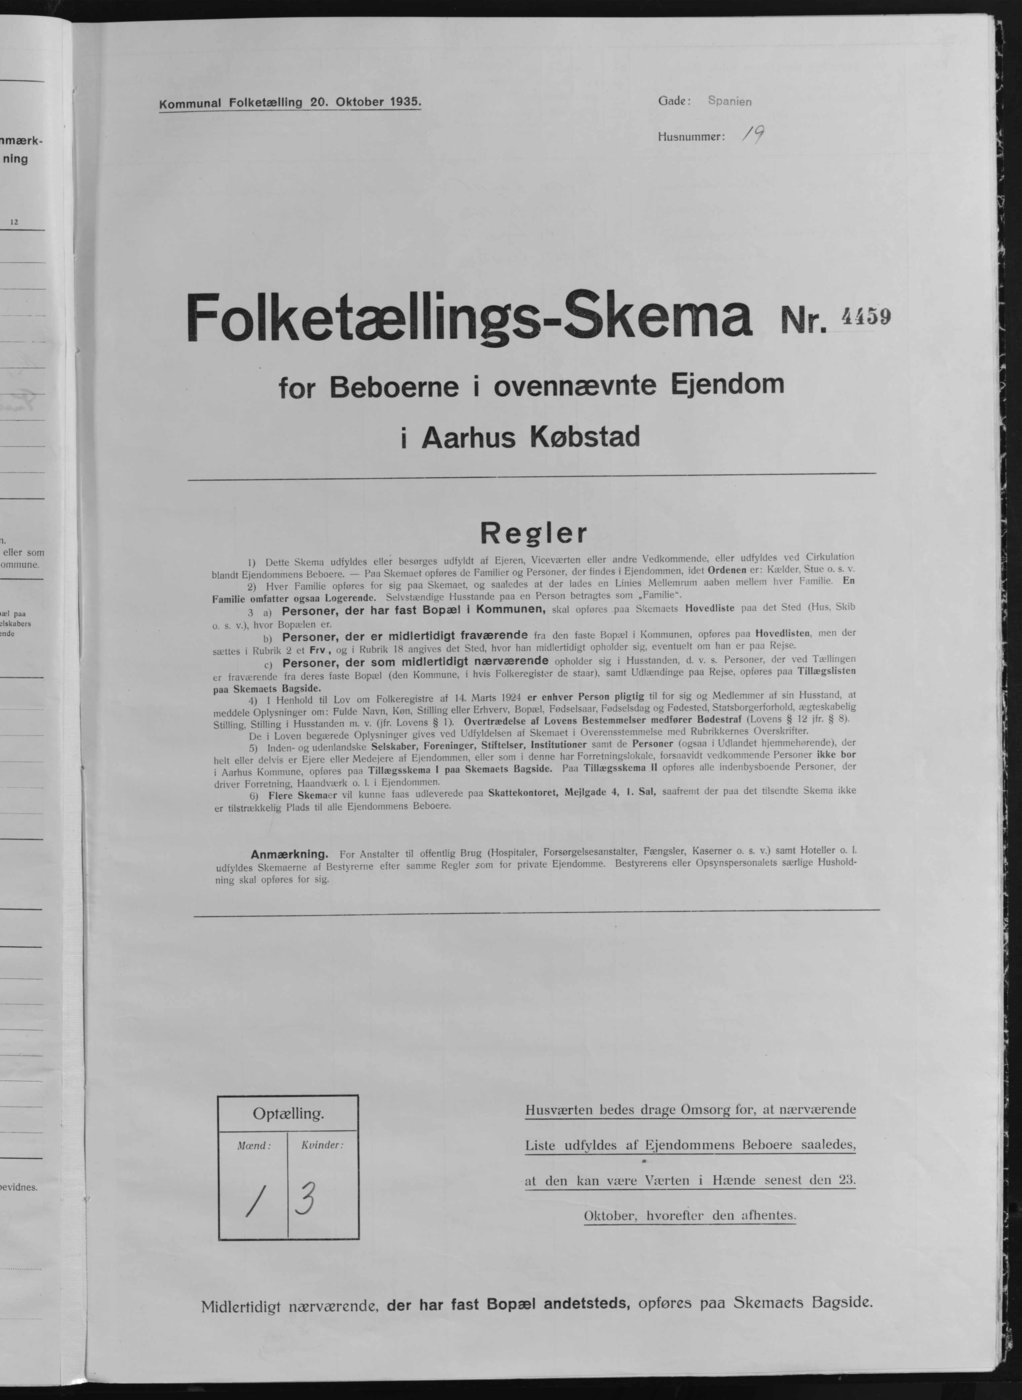 nmærk-
ning
12
n.
eller som
ommune.
pæl paa
elskabers
ende
bevidnes.
Kommunal Folketælling 20. Oktober 1935.
Gade: Spanien
Husnummer: 19
Folketællings-Skema Nr. 4459
for Beboerne i ovennævnte Ejendom
i Aarhus Købstad
Regler
1) Dette Skema udfyldes eller besørges udfyldt af Ejeren, Viceværten eller andre Vedkommende, eller udfyldes ved Cirkulation
blandt Ejendommens Beboere. — Paa Skemaet opføres de Familier og Personer, der findes i Ejendommen, idet Ordenen er: Kælder, Stue o. s. v.
2) Hver Familie opføres for sig paa Skemaet, og saaledes at der lades en Linies Mellemrum aaben mellem hver Familie. En
Familie omfatter ogsaa Logerende. Selvstændige Husstande paa en Person betragtes som „Familie“.
3 a) Personer, der har fast Bopæl i Kommunen, skal opføres paa Skemaets Hovedliste paa det Sted (Hus, Skib
o. s. v.), hvor Bopælen er.
b) Personer, der er midlertidigt fraværende fra den faste Bopæl i Kommunen, opføres paa Hovedlisten, men der
sættes i Rubrik 2 et Frv, og i Rubrik 18 angives det Sted, hvor han midlertidigt opholder sig, eventuelt om han er paa Rejse.
c) Personer, der som midlertidigt nærværende opholder sig i Husstanden, d. v. s. Personer, der ved Tællingen
er fraværende fra deres faste Bopæl (den Kommune, i hvis Folkeregister de staar), samt Udlændinge paa Rejse, opføres paa Tillægslisten
paa Skemaets Bagside.
4) I Henhold til Lov om Folkeregistre af 14. Marts 1924 er enhver Person pligtig til for sig og Medlemmer af sin Husstand, at
meddele Oplysninger om: Fulde Navn, Køn, Stilling eller Erhverv, Bopæl, Fødselsaar, Fødselsdag og Fødested, Statsborgerforhold, ægteskabelig
Stilling, Stilling i Husstanden m. v. (jfr. Lovens § 1). Overtrædelse af Lovens Bestemmelser medfører Bødestraf (Lovens § 12 jfr. § 8).
De i Loven begærede Oplysninger gives ved Udfyldelsen af Skemaet i Overensstemmelse med Rubrikkernes Overskrifter.
5) Inden- og udenlandske Selskaber, Foreninger, Stiftelser, Institutioner samt de Personer (ogsaa i Udlandet hjemmehørende), der
helt eller delvis er Ejere eller Medejere af Ejendommen, eller som i denne har Forretningslokale, forsaavidt vedkommende Personer ikke bor
i Aarhus Kommune, opføres paa Tillægsskema I paa Skemaets Bagside. Paa Tillægsskema II opføres alle indenbysboende Personer, der
driver Forretning, Haandværk o. l. i Ejendommen.
6) Flere Skemaer vil kunne faas udleverede paa Skattekontoret, Mejlgade 4, 1. Sal, saafremt der paa det tilsendte Skema ikke
er tilstrækkelig Plads til alle Ejendommens Beboere.
Anmærkning. For Anstalter til offentlig Brug (Hospitaler, Forsørgelsesanstalter, Fængsler, Kaserner o. s. v.) samt Hoteller o. l.
udfyldes Skemaerne af Bestyrerne efter samme Regler som for private Ejendomme. Bestyrerens eller Opsynspersonalets særlige Hushold-
ning skal opføres for sig.
Optælling.
Mænd: Kvinder:
1 3
Husværten bedes drage Omsorg for, at nærværende
Liste udfyldes af Ejendommens Beboere saaledes,
at den kan være Værten i Hænde senest den 23.
Oktober, hvorefter den afhentes.
Midlertidigt nærværende, der har fast Bopæl andetsteds, opføres paa Skemaets Bagside.